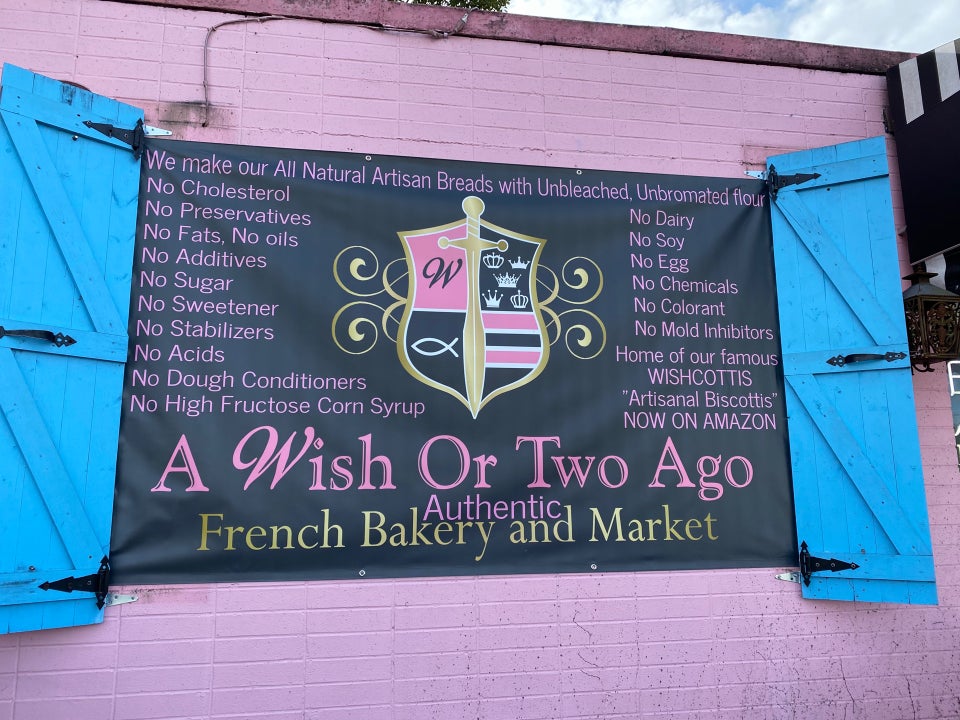 We make our All Natural Artisan Breads with Unbleached, Unbromated flour
No Cholesterol
No Preservatives
No Fats, No oils
No Additives
No Sugar
No Sweetener
No Stabilizers
No Acids
No Dough Conditioners
No High Fructose Corn Syrup
W
No Dairy
No Soy
No Egg
No Chemicals
No Colorant
No Mold Inhibitors
Home of our famous
WISHCOTTIS
"Artisanal Biscottis"
NOW ON AMAZON
A Wish Or Two Ago
Authentic
French Bakery and Market